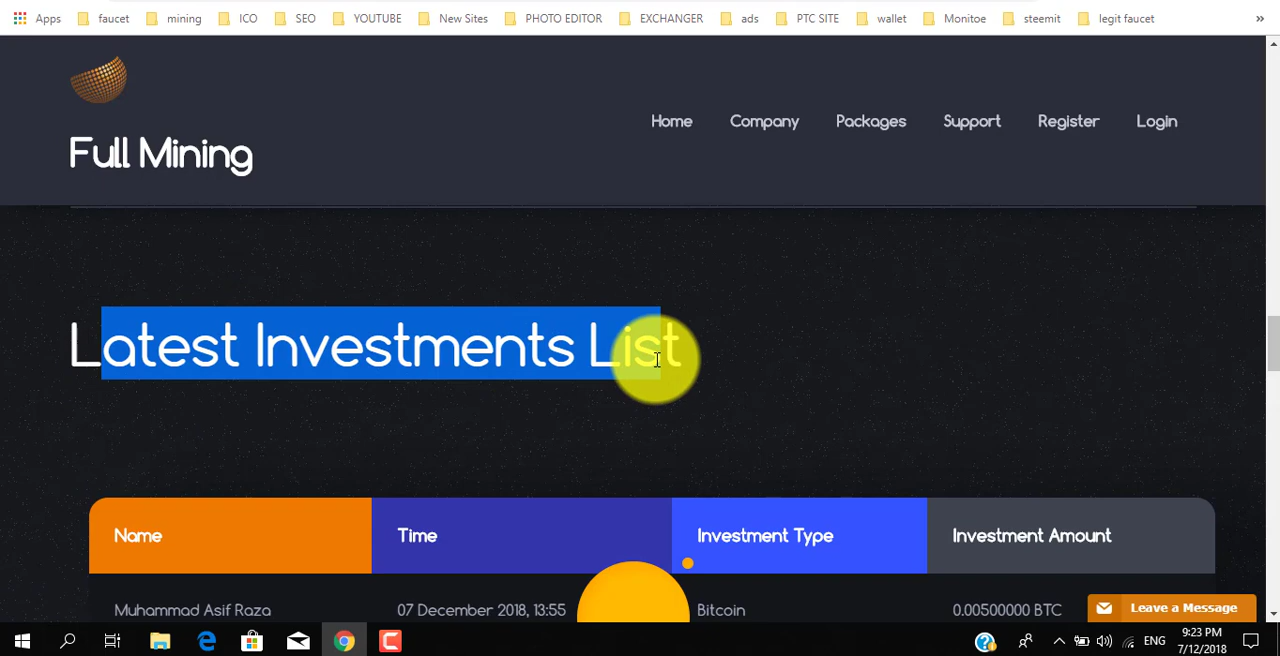 Apps faucet mining ICO SEO YOUTUBE New Sites PHOTO EDITOR EXCHANGER ads PTC SITE wallet Monitoe steemit legit faucet »
Full Mining
Home Company Packages Support Register Login
Latest Investments List
Name Time Investment Type Investment Amount
Muhammad Asif Raza 07 December 2018, 13:55 Bitcoin 0.00500000 BTC
Leave a Message
ENG
9:23 PM
7/12/2018